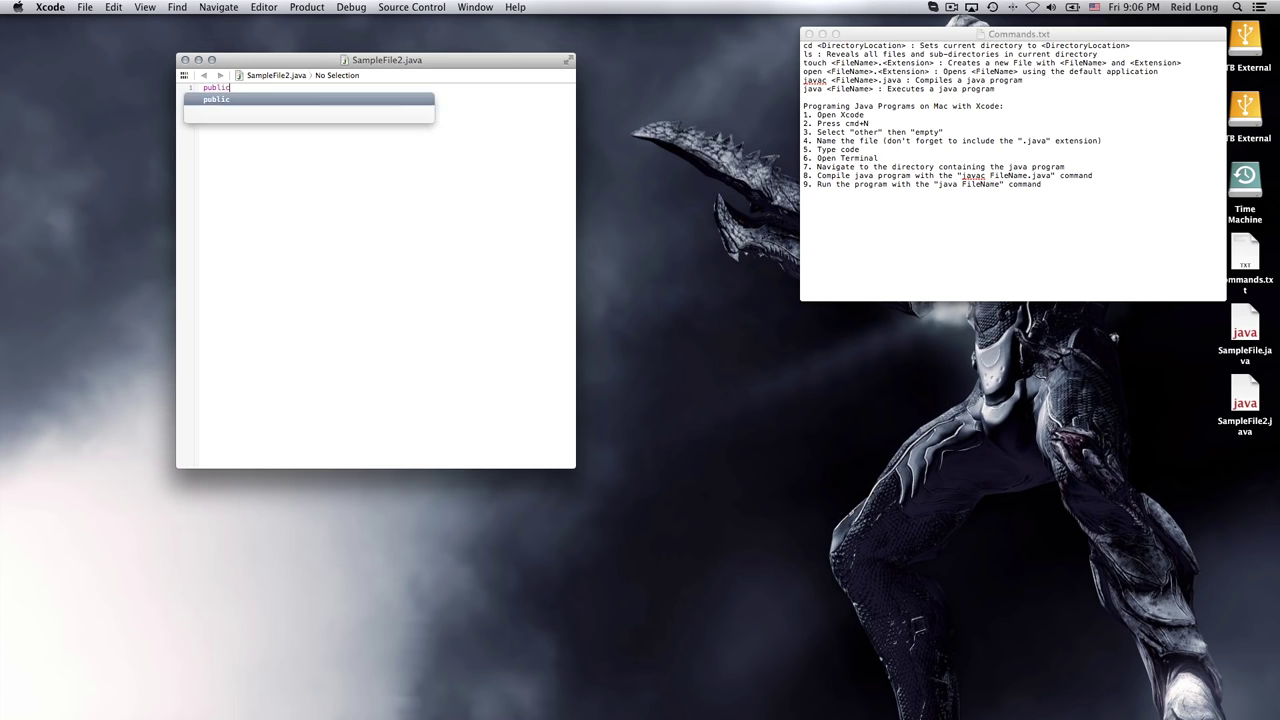 Xcode File Edit View Find Navigate Editor Product Debug Source Control Window Help Fri 9:06 PM Reid Long
SampleFile2.java
SampleFile2.java No Selection
1 public
public
Commands.txt
cd <DirectoryLocation> : Sets current directory to <DirectoryLocation>
ls : Reveals all files and sub-directories in current directory
touch <FileName>.<Extension> : Creates a new File with <FileName> and <Extension>
open <FileName>.<Extension> : Opens <FileName> using the default application
javac <FileName>.java : Compiles a java program
java <FileName> : Executes a java program
Programing Java Programs on Mac with Xcode:
1. Open Xcode
2. Press cmd+N
3. Select "other" then "empty"
4. Name the file (don't forget to include the ".java" extension)
5. Type code
6. Open Terminal
7. Navigate to the directory containing the java program
8. Compile java program with the "javac FileName.java" command
9. Run the program with the "java FileName" command
TB External
TB External
Time
Machine
TXT
mmands.tx
t
java
SampleFile.ja
va
java
SampleFile2.j
ava